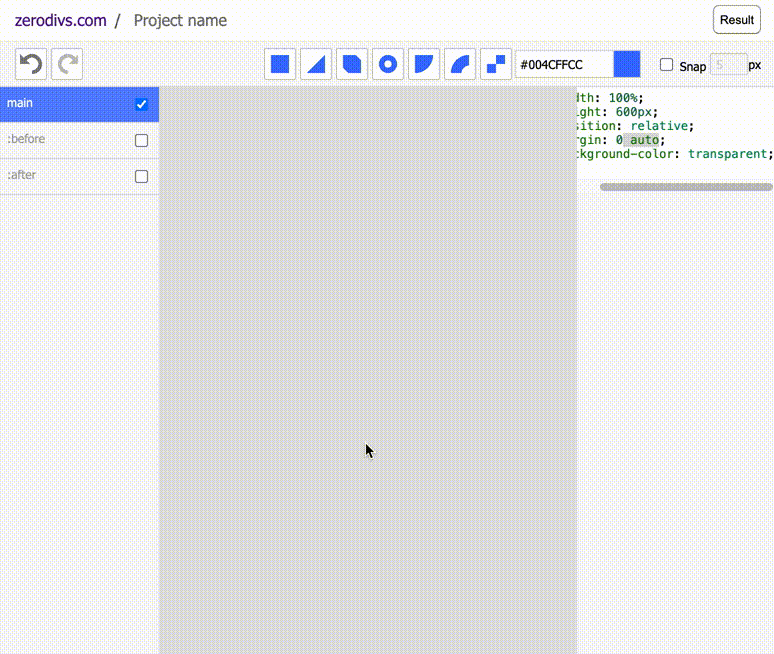 zerodivs.com / Project name
Result
#004CFFCC
Snap 5 px
main
:before
:after
dth: 100%;
ight: 600px;
sition: relative;
rgin: 0 auto;
ckground-color: transparent;